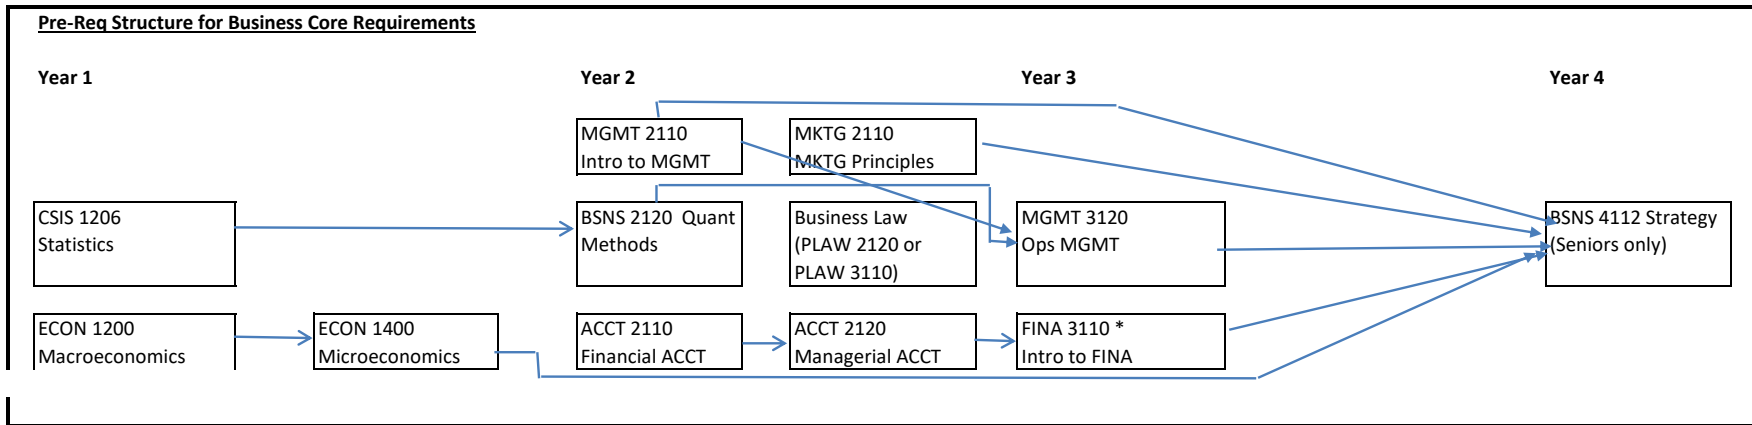 Pre-Req Structure for Business Core Requirements
Year 1
Year 2
Year 3
Year 4
MGMT 2110
Intro to MGMT
MKTG 2110
MKTG Principles
CSIS 1206
Statistics
BSNS 2120 Quant
Methods
Business Law
(PLAW 2120 or
PLAW 3110)
MGMT 3120
Ops MGMT
BSNS 4112 Strategy
(Seniors only)
ECON 1200
Macroeconomics
ECON 1400
Microeconomics
ACCT 2110
Financial ACCT
ACCT 2120
Managerial ACCT
FINA 3110 *
Intro to FINA